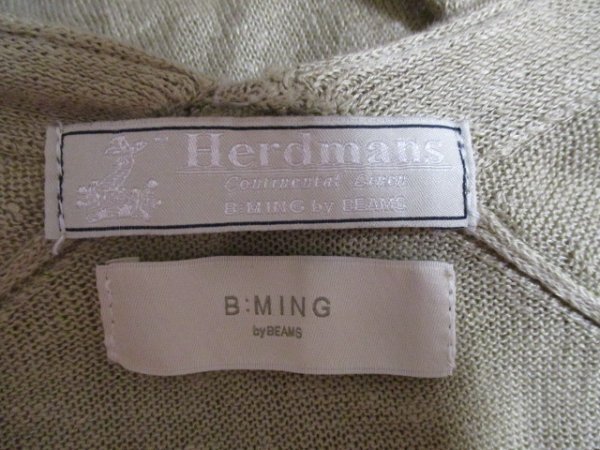 Herdmans
Continental Linen
B:MING by BEAMS
B:MING
by BEAMS